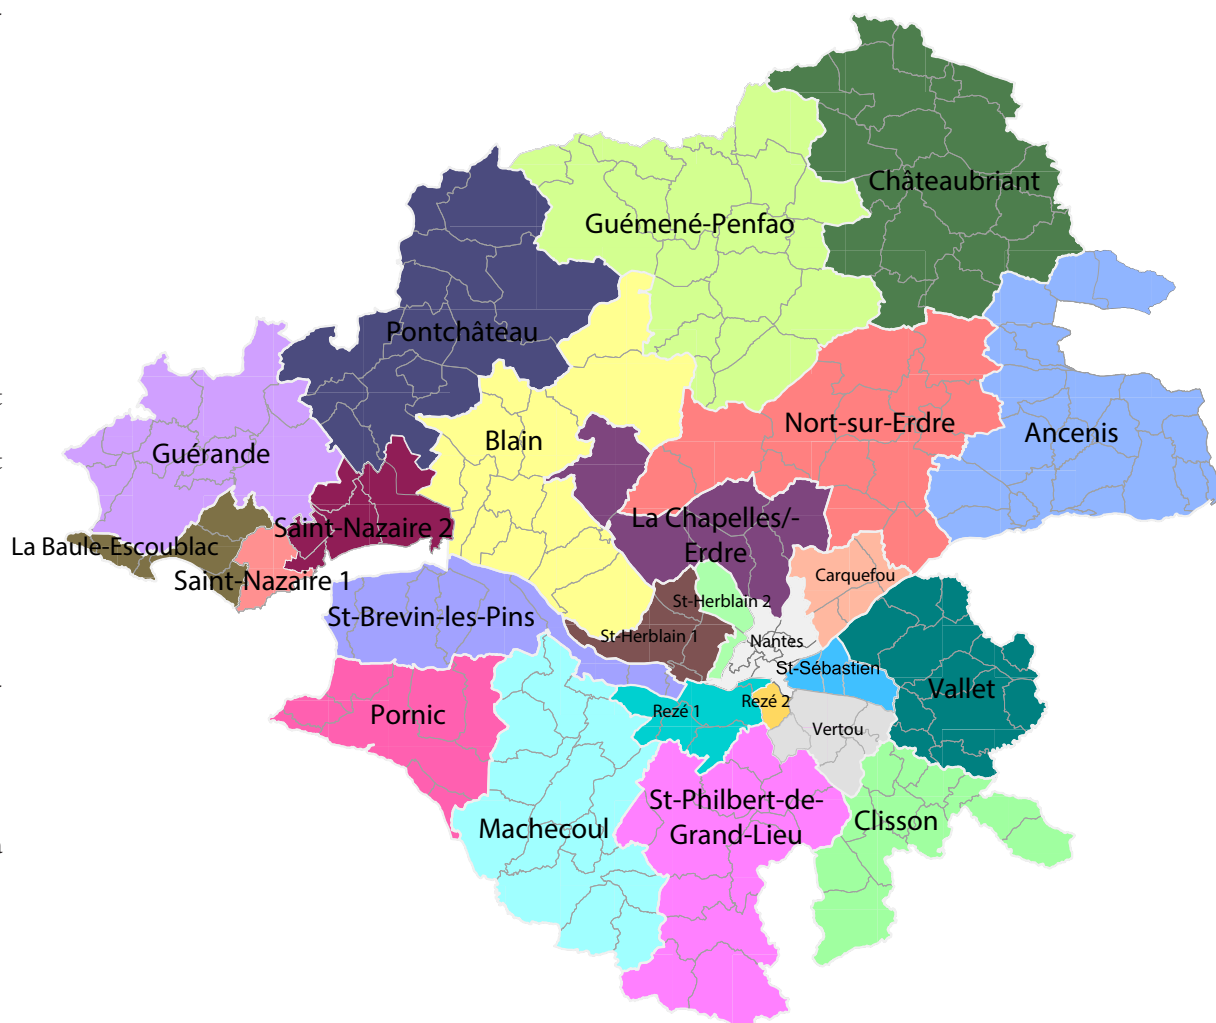 Châteaubriant
Guémené-Penfao
Pontchâteau
Nort-sur-Erdre
Ancenis
Blain
Guérande
La Chapelles/-
Erdre
Saint-Nazaire 2
La Baule-Escoublac
Saint-Nazaire 1
Carquefou
St-Herblain 2
St-Brevin-les-Pins
St-Herblain 1
Nantes
St-Sébastien
Vallet
Pornic
Rezé 1
Rezé 2
Vertou
St-Philbert-de-
Grand-Lieu
Machecoul
Clisson